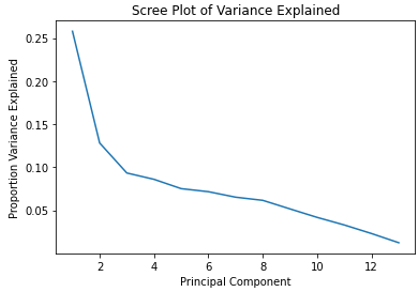 Scree Plot of Variance Explained
0.25
0.20
0.15
0.10
0.05
Proportion Variance Explained
2 4 6 8 10 12
Principal Component